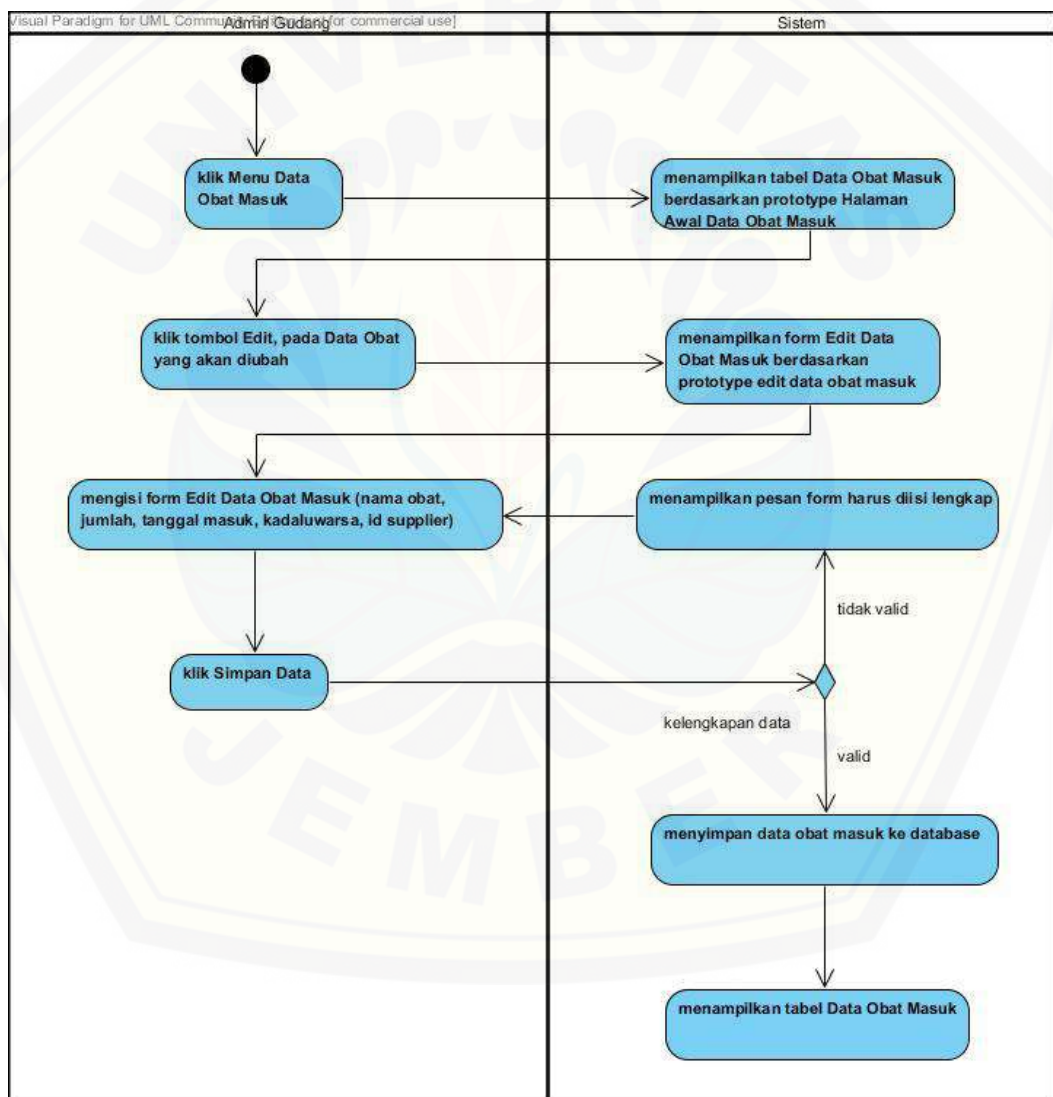 Visual Paradigm for UML Community Edition [not for commercial use]
Admin Gudang
Sistem
klik Menu Data
Obat Masuk
menampilkan tabel Data Obat Masuk
berdasarkan prototype Halaman
Awal Data Obat Masuk
klik tombol Edit, pada Data Obat
yang akan diubah
menampilkan form Edit Data
Obat Masuk berdasarkan
prototype edit data obat masuk
mengisi form Edit Data Obat Masuk (nama obat,
jumlah, tanggal masuk, kadaluwarsa, id supplier)
menampilkan pesan form harus diisi lengkap
tidak valid
klik Simpan Data
kelengkapan data
valid
menyimpan data obat masuk ke database
menampilkan tabel Data Obat Masuk
UNIVERSITAS
JEMBER